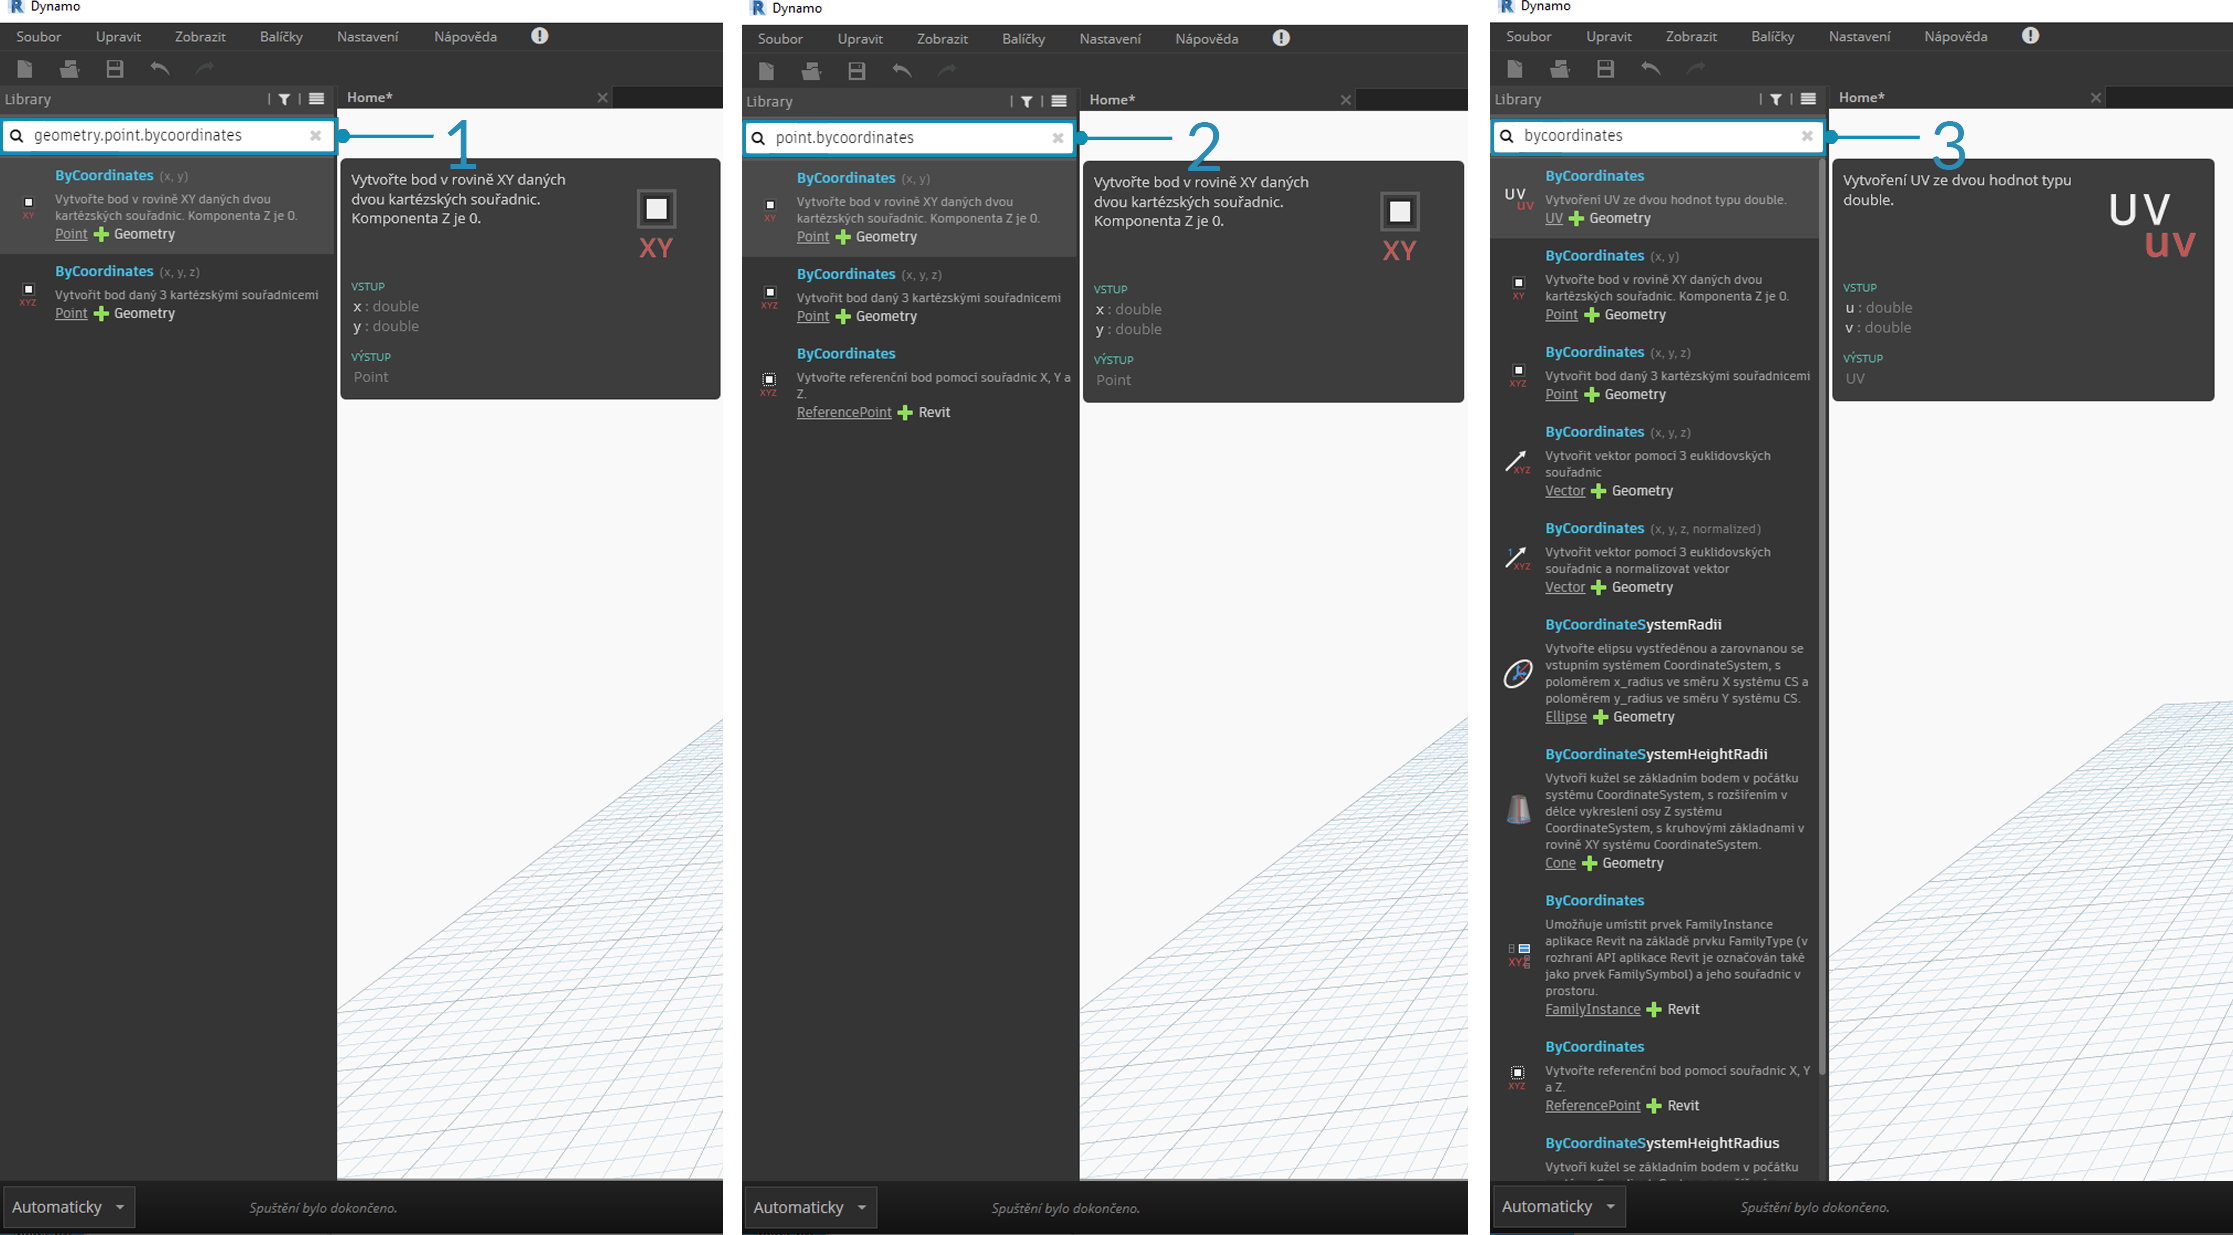 Dynamo
Soubor Upravit Zobrazit Balíčky Nastavení Nápověda
Library
Home*
geometry.point.bycoordinates
1
ByCoordinates (x, y)
Vytvořte bod v rovině XY daných dvou
kartézských souřadnic. Komponenta Z je 0.
Point Geometry
XY
ByCoordinates (x, y, z)
Vytvořit bod daný 3 kartézskými souřadnicemi
Point Geometry
XYZ
Vytvořte bod v rovině XY daných
dvou kartézských souřadnic.
Komponenta Z je 0.
XY
VSTUP
x : double
y : double
VÝSTUP
Point
Automaticky
Spuštění bylo dokončeno.
Dynamo
Soubor Upravit Zobrazit Balíčky Nastavení Nápověda
Library
Home*
point.bycoordinates
2
ByCoordinates (x, y)
Vytvořte bod v rovině XY daných dvou
kartézských souřadnic. Komponenta Z je 0.
Point Geometry
XY
ByCoordinates (x, y, z)
Vytvořit bod daný 3 kartézskými souřadnicemi
Point Geometry
XYZ
ByCoordinates
Vytvořte referenční bod pomocí souřadnic X, Y a
Z.
ReferencePoint Revit
XYZ
Vytvořte bod v rovině XY daných
dvou kartézských souřadnic.
Komponenta Z je 0.
XY
VSTUP
x : double
y : double
VÝSTUP
Point
Automaticky
Spuštění bylo dokončeno.
Dynamo
Soubor Upravit Zobrazit Balíčky Nastavení Nápověda
Library
Home*
bycoordinates
3
ByCoordinates
Vytvoření UV ze dvou hodnot typu double.
UV Geometry
UV
uv
ByCoordinates (x, y)
Vytvořte bod v rovině XY daných dvou
kartézských souřadnic. Komponenta Z je 0.
Point Geometry
XY
ByCoordinates (x, y, z)
Vytvořit bod daný 3 kartézskými souřadnicemi
Point Geometry
XYZ
ByCoordinates (x, y, z)
Vytvořit vektor pomocí 3 euklidovských
souřadnic
Vector Geometry
XYZ
ByCoordinates (x, y, z, normalized)
Vytvořit vektor pomocí 3 euklidovských
souřadnic a normalizovat vektor
Vector Geometry
1
XYZ
ByCoordinateSystemRadii
Vytvořte elipsu vystředěnou a zarovnanou se
vstupním systémem CoordinateSystem, s
poloměrem x_radius ve směru X systému CS a
poloměrem y_radius ve směru Y systému CS.
Ellipse Geometry
ByCoordinateSystemHeightRadii
Vytvoří kužel se základním bodem v počátku
systému CoordinateSystem, s rozšířením v
délce vykreslení osy Z systému
CoordinateSystem, s kruhovými základnami v
rovině XY systému CoordinateSystem.
Cone Geometry
ByCoordinates
Umožňuje umístit prvek FamilyInstance
aplikace Revit na základě prvku FamilyType (v
rozhraní API aplikace Revit je označován také
jako prvek FamilySymbol) a jeho souřadnic v
prostoru.
FamilyInstance Revit
XYZ
ByCoordinates
Vytvořte referenční bod pomocí souřadnic X, Y
a Z.
ReferencePoint Revit
XYZ
ByCoordinateSystemHeightRadius
Vytvoří kužel se základním bodem v počátku
Vytvoření UV ze dvou hodnot typu
double.
UV
uv
VSTUP
u : double
v : double
VÝSTUP
UV
Automaticky
Spuštění bylo dokončeno.